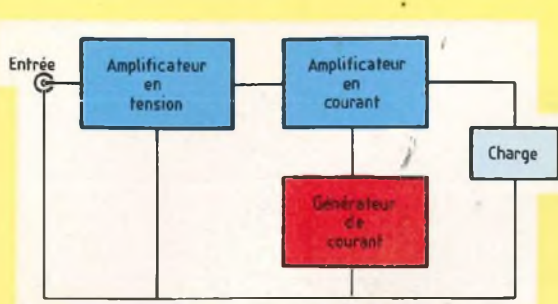 Entrée
Amplificateur
en
tension
Amplificateur
en
courant
Charge
Générateur
de
courant